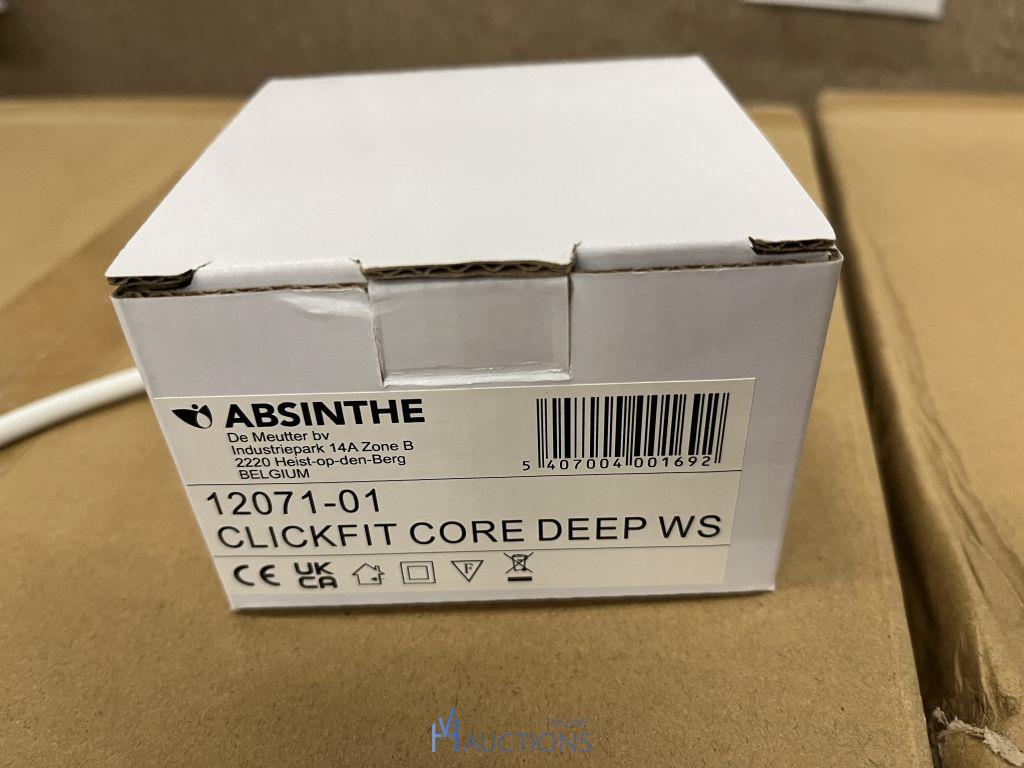 ABSINTHE
De Meutter bv
Industriepark 14A Zone B
2220 Heist-op-den-Berg
BELGIUM
5 407004 001692
12071-01
CLICKFIT CORE DEEP WS
CE UK CA F
ONLINE
AUCTIONS